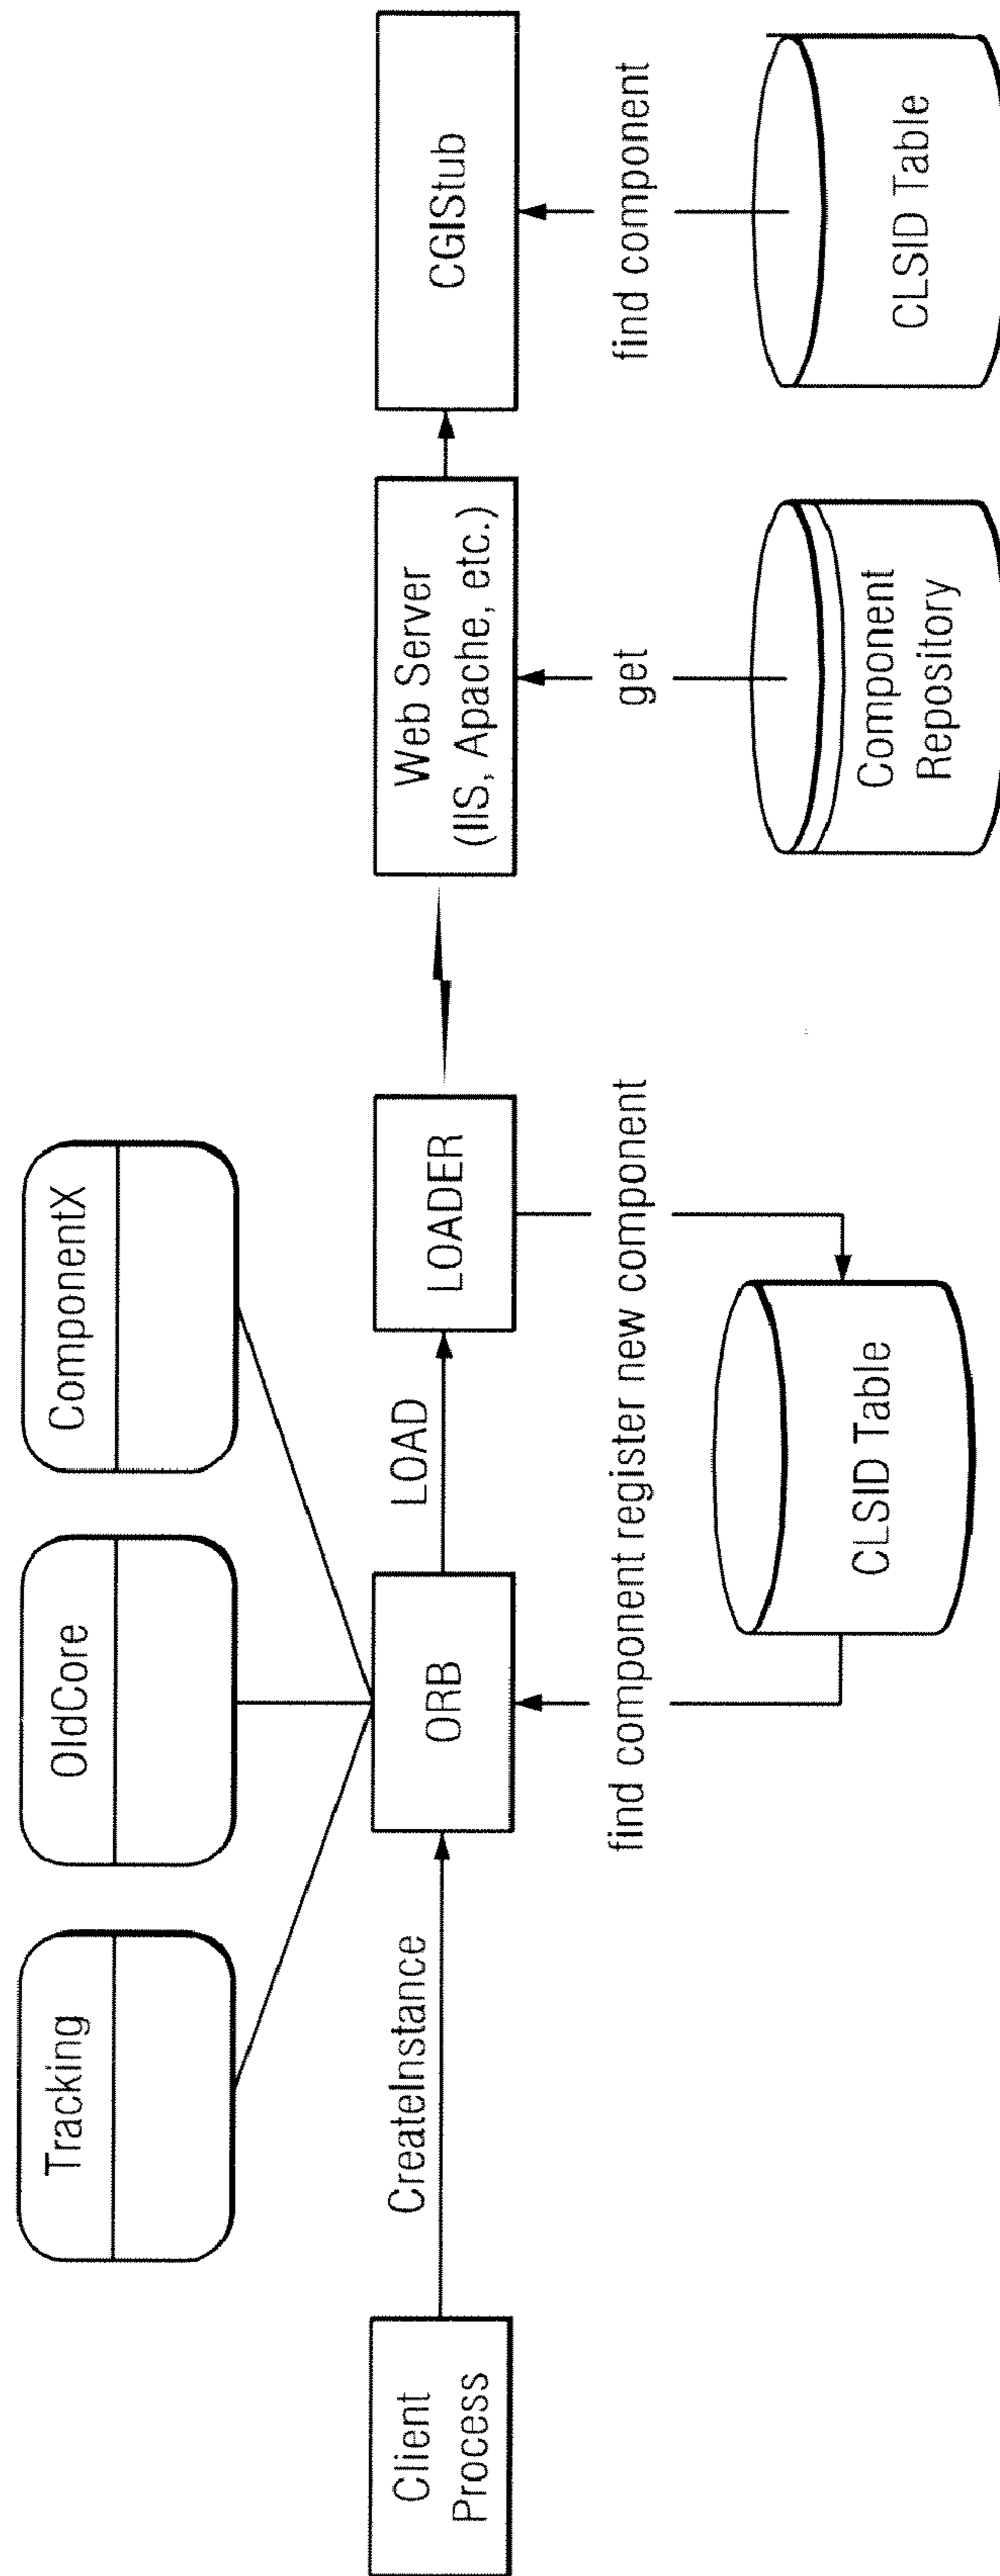 Tracking
OldCore
ComponentX
Client
Process
CreateInstance
ORB
LOAD
LOADER
Web Server
(IIS, Apache, etc.)
CGIStub
find component register new component
get
find component
CLSID Table
Component
Repository
CLSID Table